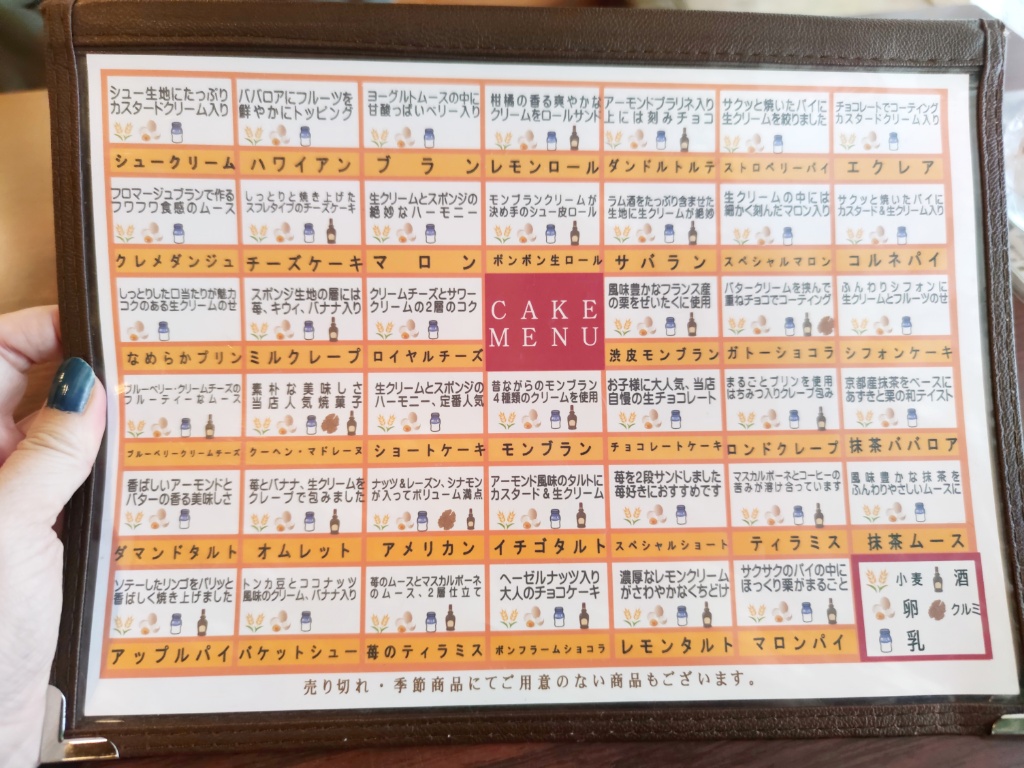 シュー生地にたっぷり
カスタードクリーム入り
シュークリーム
ババロアにフルーツを
鮮やかにトッピング
ハワイアン
ヨーグルトムースの中に
甘酸っぱいベリー入り
ブラン
柑橘の香る爽やかな
クリームをロールサンド
レモンロール
アーモンドプラリネ入り
上には刻みチョコ
ダンドルトルテ
サクッと焼いたパイに
生クリームを絞りました
ストロベリーパイ
チョコレートでコーティング
カスタードクリーム入り
エクレア
フロマージュブランで作る
フワフワ食感のムース
クレメダンジュ
しっとりと焼き上げた
スフレタイプのチーズケーキ
チーズケーキ
生クリームとスポンジの
絶妙なハーモニー
マロン
モンブランクリームが
決め手のシュー皮ロール
ボンボン生ロール
ラム酒をたっぷり含ませた
生地に生クリームが絶妙
サバラン
生クリームの中には
細かく刻んだマロン入り
スペシャルマロン
サクッと焼いたパイに
カスタード&生クリーム入り
コルネパイ
しっとりした口当たりが魅力
コクのある生クリームのせ
なめらかプリン
スポンジ生地の層には
苺、キウィ、バナナ入り
ミルクレープ
クリームチーズとサワー
クリームの2層のコク
ロイヤルチーズ
CAKE
MENU
風味豊かなフランス産
の栗をぜいたくに使用
渋皮モンブラン
バタークリームを挟んで
重ねチョコでコーティング
ガトーショコラ
ふんわりシフォンに
生クリームとフルーツのせ
シフォンケーキ
ブルーベリー・クリームチーズの
フルーティーなムース
ブルーベリークリームチーズ
素朴な美味しさ
当店人気焼菓子
クーヘン・マドレーヌ
生クリームとスポンジの
ハーモニー、定番人気
ショートケーキ
昔ながらのモンブラン
4種類のクリームを使用
モンブラン
お子様に大人気、当店
自慢の生チョコレート
チョコレートケーキ
まるごとプリンを使用
はちみつ入りクレープ包み
ロンドクレープ
京都産抹茶をベースに
あずきと栗の和テイスト
抹茶ババロア
香ばしいアーモンドと
バターの香る美味しさ
ダマンドタルト
苺とバナナ、生クリームを
クレープで包みました
オムレット
ナッツ&レーズン、シナモン
が入ってボリューム満点
アメリカン
アーモンド風味のタルトに
カスタード&生クリーム
イチゴタルト
苺を2段サンドしました
苺好きにおすすめです
スペシャルショート
マスカルポーネとコーヒーの
苦みが溶け合っています
ティラミス
風味豊かな抹茶を
ふんわりやさしいムースに
抹茶ムース
ソテーしたリンゴをパリッと
香ばしく焼き上げました
アップルパイ
トンカ豆とココナッツ
風味のクリーム、バナナ入り
バケットシュー
苺のムースとマスカルポーネ
のムース、2層仕立て
苺のティラミス
ヘーゼルナッツ入り
大人のチョコケーキ
ボンフラームショコラ
濃厚なレモンクリーム
がさわやかなくちどけ
レモンタルト
サクサクのパイの中に
ほっくり栗がまるごと
マロンパイ
小麦 酒
卵 クルミ
乳
売り切れ・季節商品にてご用意のない商品もございます。